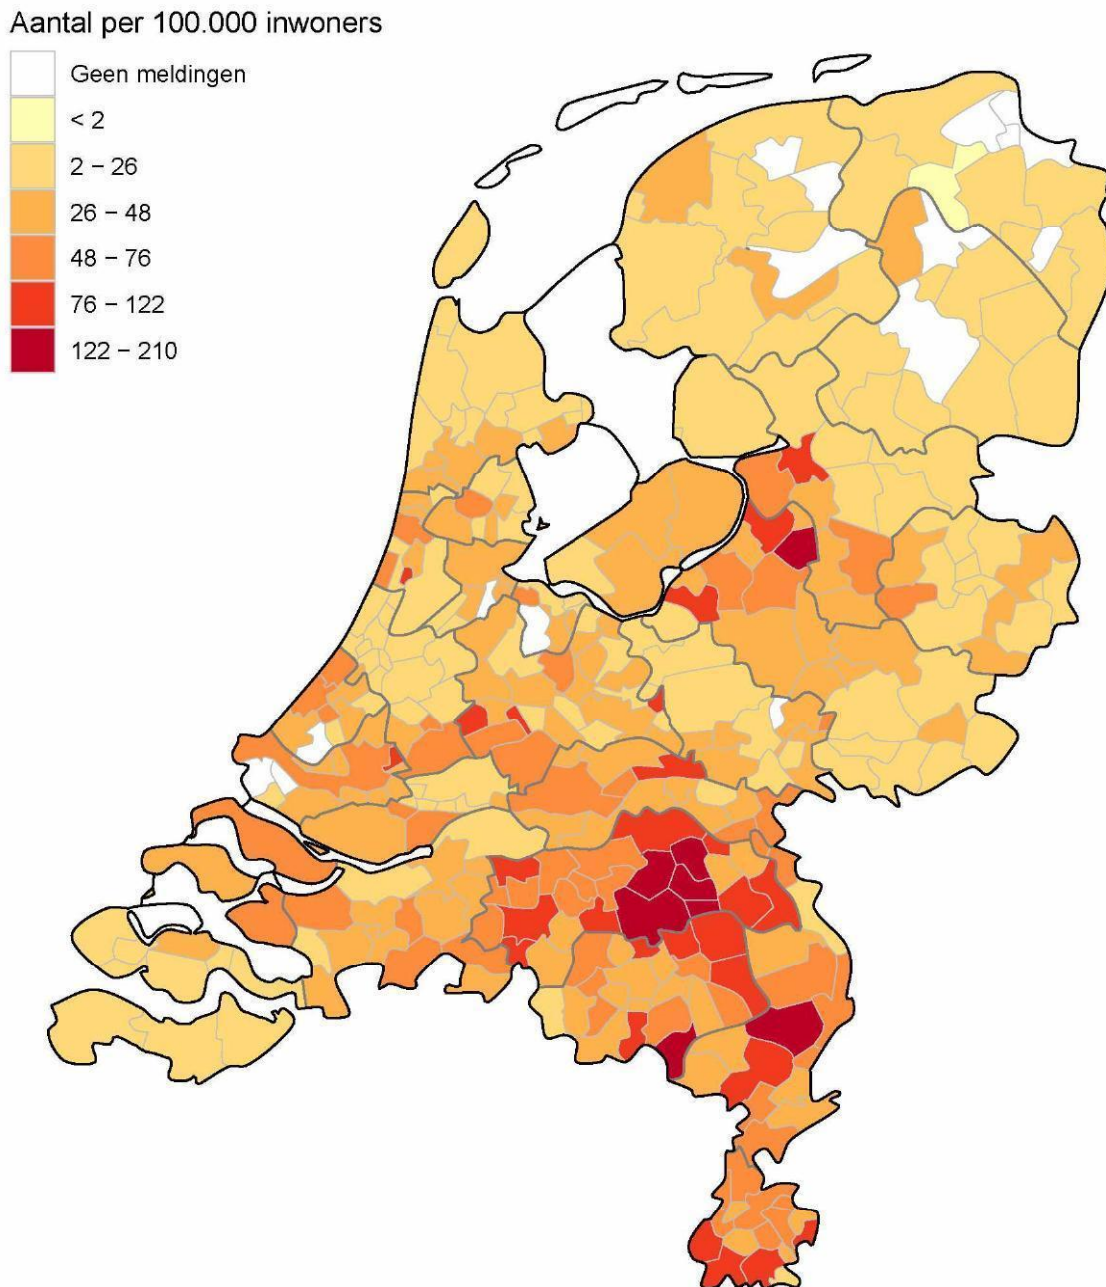 Aantal per 100.000 inwoners
Geen meldingen
< 2
2 − 26
26 − 48
48 − 76
76 − 122
122 − 210